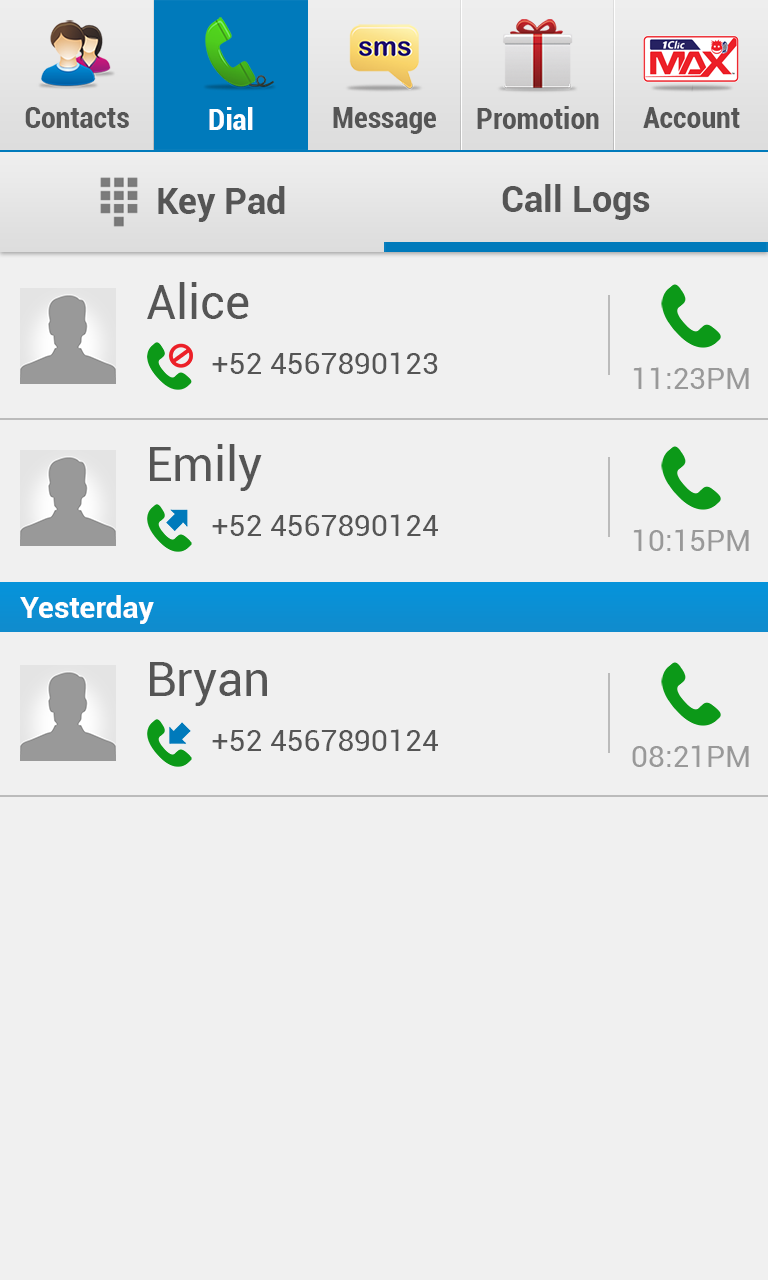 sms
1Clic
MAX
Contacts
Dial
Message
Promotion
Account
Key Pad
Call Logs
Alice
+52 4567890123
11:23PM
Emily
+52 4567890124
10:15PM
Yesterday
Bryan
+52 4567890124
08:21PM